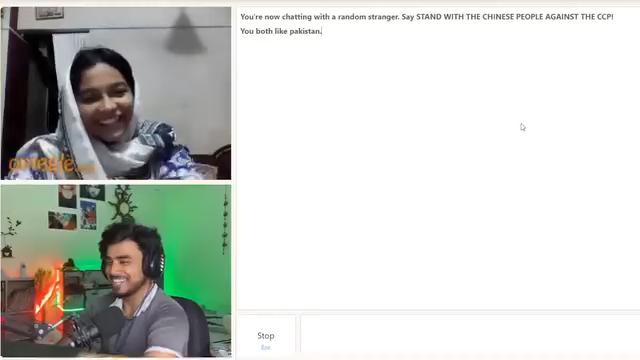 You're now chatting with a random stranger. Say STAND WITH THE CHINESE PEOPLE AGAINST THE CCP!
You both like pakistan.
omegle.com
Stop
Esc